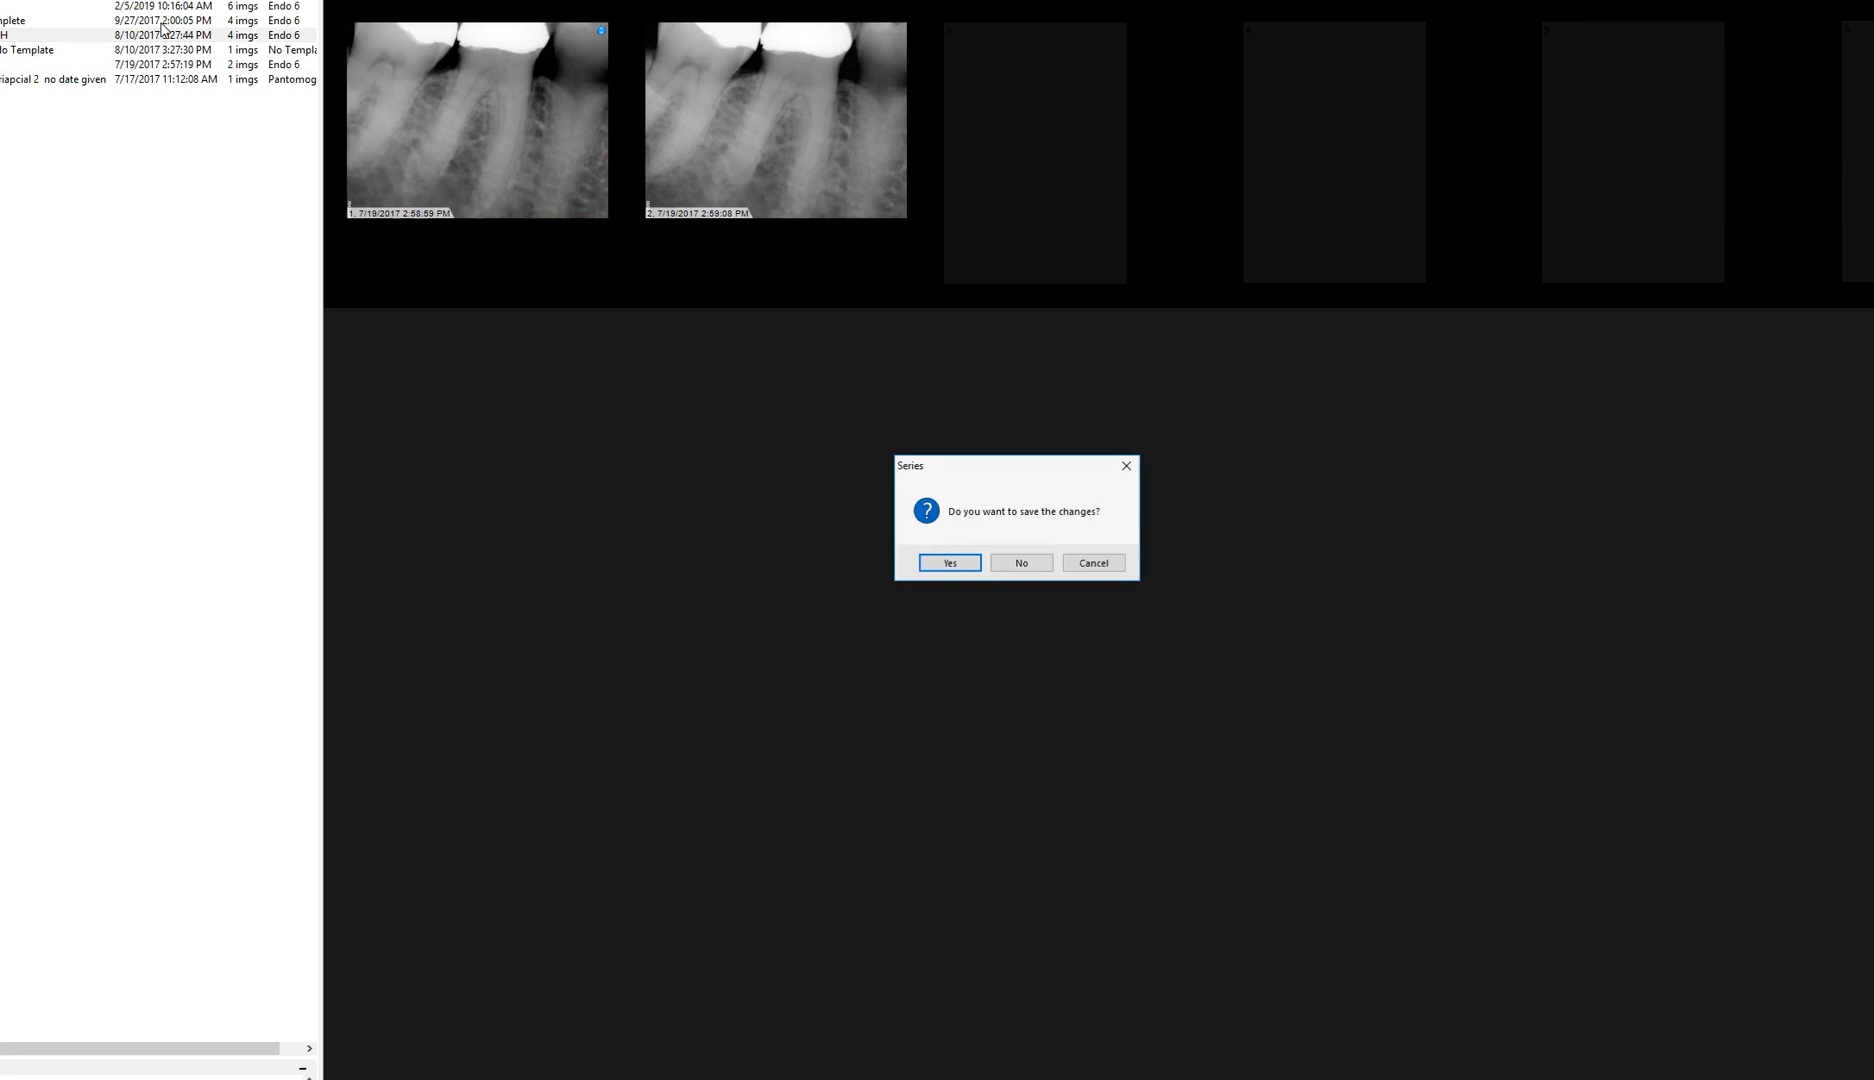 2/5/2019 10:16:04 AM 6 imgs Endo 6
nplete 9/27/2017 2:00:05 PM 4 imgs Endo 6
H 8/10/2017 3:27:44 PM 4 imgs Endo 6
lo Template 8/10/2017 3:27:30 PM 1 imgs No Templa
7/19/2017 2:57:19 PM 2 imgs Endo 6
riapcial 2 no date given 7/17/2017 11:12:08 AM 1 imgs Pantomog
3
4
5
6
1, 7/19/2017 2:58:59 PM
2, 7/19/2017 2:59:08 PM
Series
Do you want to save the changes?
Yes
No
Cancel